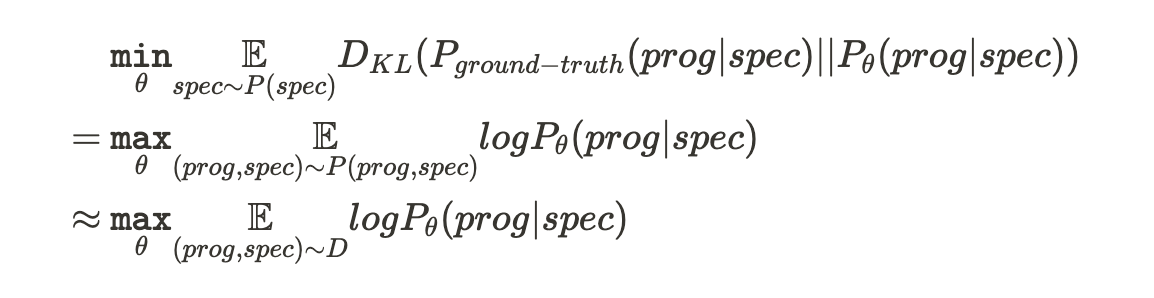 min_θ 𝔼_{spec∼P(spec)} D_{KL}(P_{ground−truth}(prog|spec)||P_θ(prog|spec))
= max_θ 𝔼_{(prog,spec)∼P(prog,spec)} logP_θ(prog|spec)
≈ max_θ 𝔼_{(prog,spec)∼D} logP_θ(prog|spec)